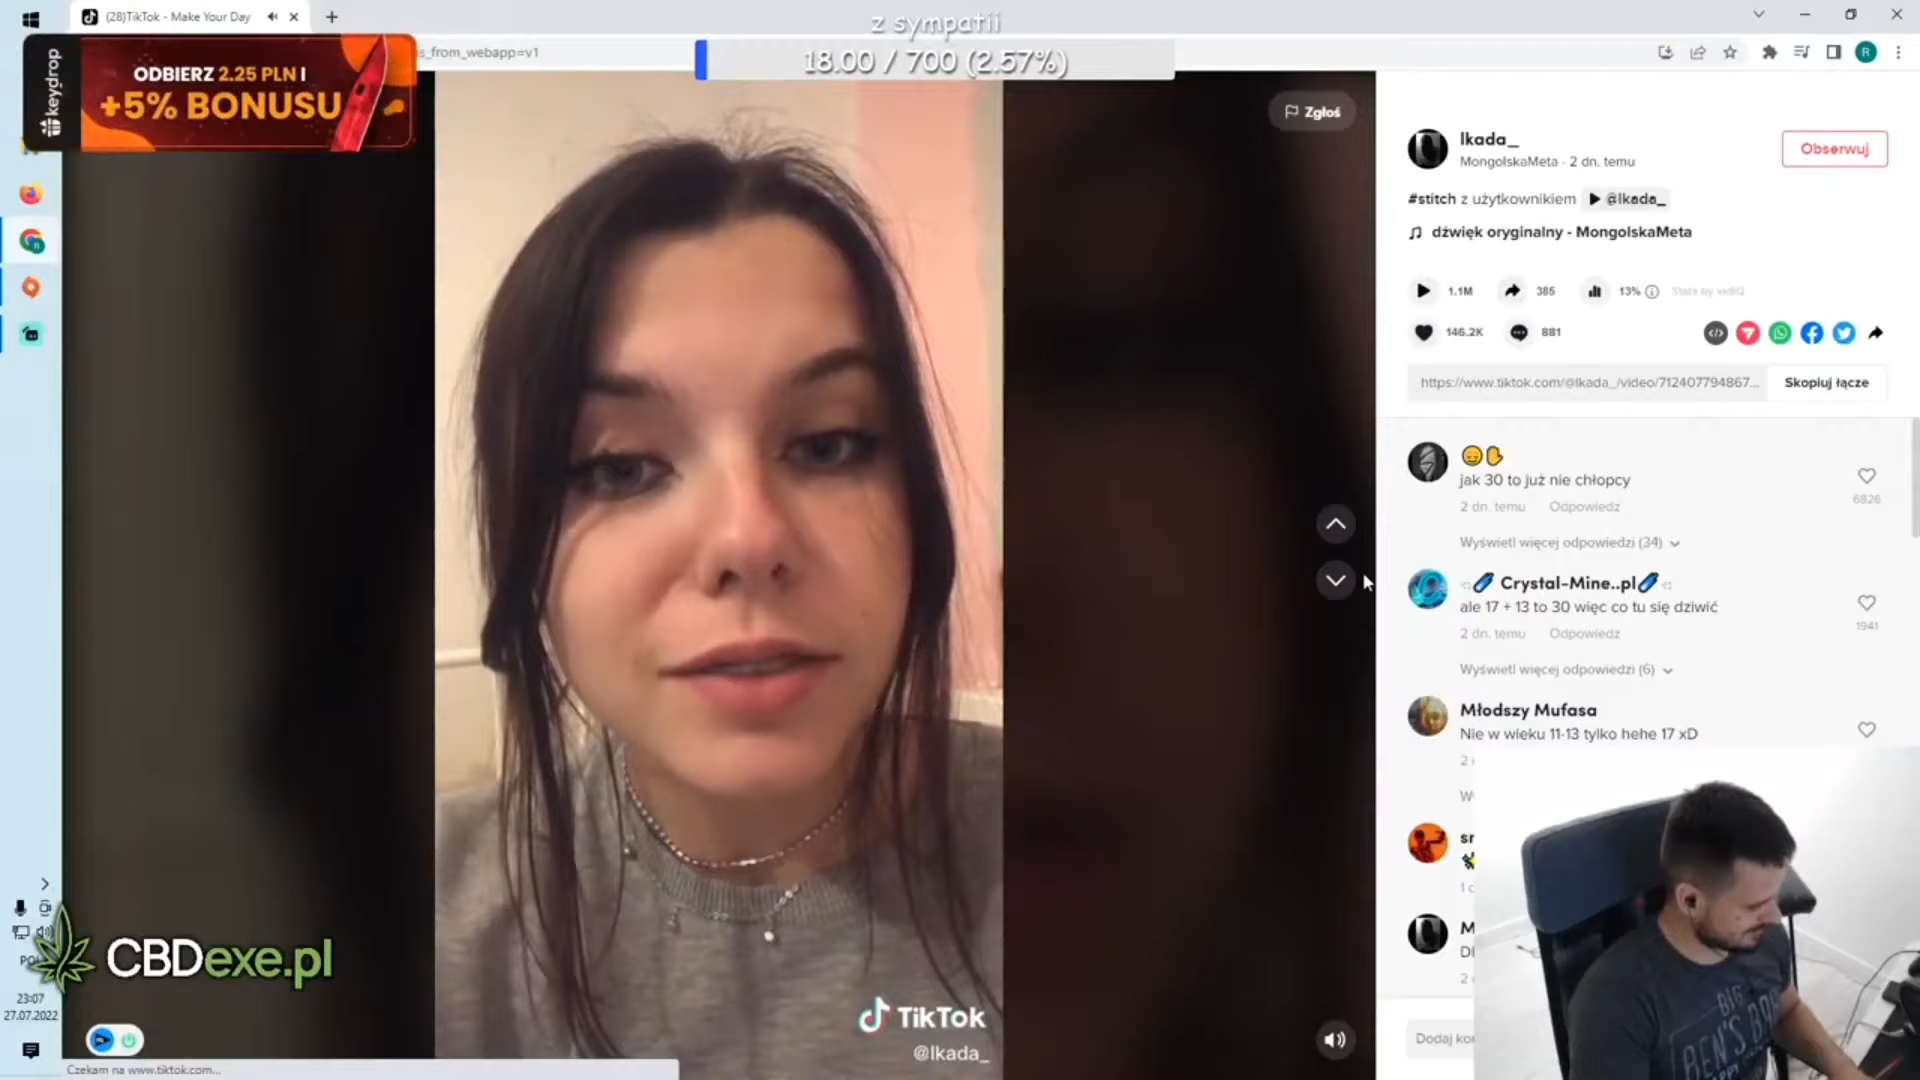 (28)TikTok - Make Your Day
z sympatii
18.00 / 700 (2.57%)
s_from_webapp=v1
R
keydrop
ODBIERZ 2.25 PLN I
+5% BONUSU
Zgłoś
lkada_
MongolskaMeta · 2 dn. temu
Obserwuj
#stitch z użytkownikiem @lkada_
dźwięk oryginalny - MongolskaMeta
1.1M
385
13%
146.2K
881
https://www.tiktok.com/@lkada_/video/712407794867...
Skopiuj łącze
jak 30 to już nie chłopcy
6826
2 dn. temu Odpowiedz
Wyświetl więcej odpowiedzi (34)
Crystal-Mine..pl
ale 17 + 13 to 30 więc co tu się dziwić
1941
2 dn. temu Odpowiedz
Wyświetl więcej odpowiedzi (6)
Młodszy Mufasa
Nie w wieku 11-13 tylko hehe 17 xD
CBDexe.pl
23:07
27.07.2022
TikTok
@lkada_
Czekam na www.tiktok.com...
BIG
BEN'S